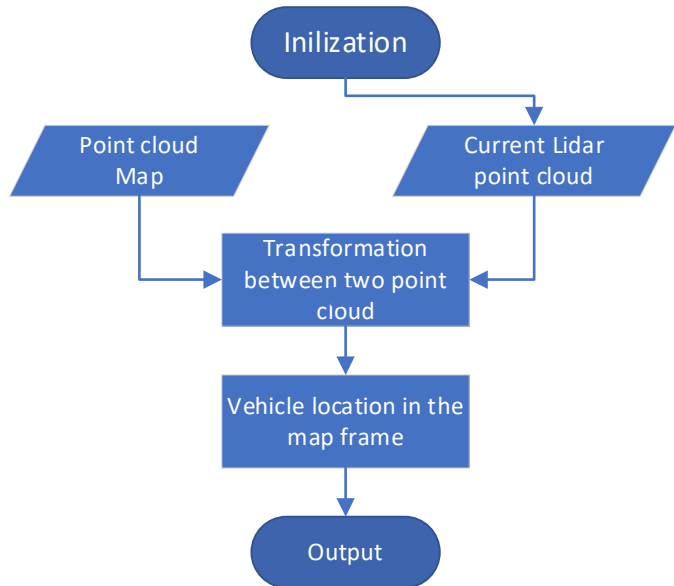 Inilization
Point cloud
Map
Current Lidar
point cloud
Transformation
between two point
cloud
Vehicle location in the
map frame
Output